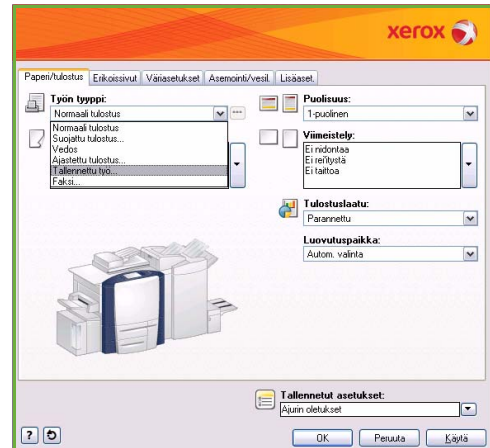 xerox
Paperi/tulostus Erikoissivut Väriasetukset Asemointi/vesil. Lisäaset.
Työn tyyppi:
Normaali tulostus
Normaali tulostus
Suojattu tulostus...
Vedos
Ajastettu tulostus...
Tallennettu työ...
Faksi...
Puolisuus:
1-puolinen
Viimeistely:
Ei nidontaa
Ei rei'itystä
Ei taittoa
Tulostuslaatu:
Parannettu
Luovutuspaikka:
Autom. valinta
Tallennetut asetukset:
Ajurin oletukset
? OK Peruuta Käytä